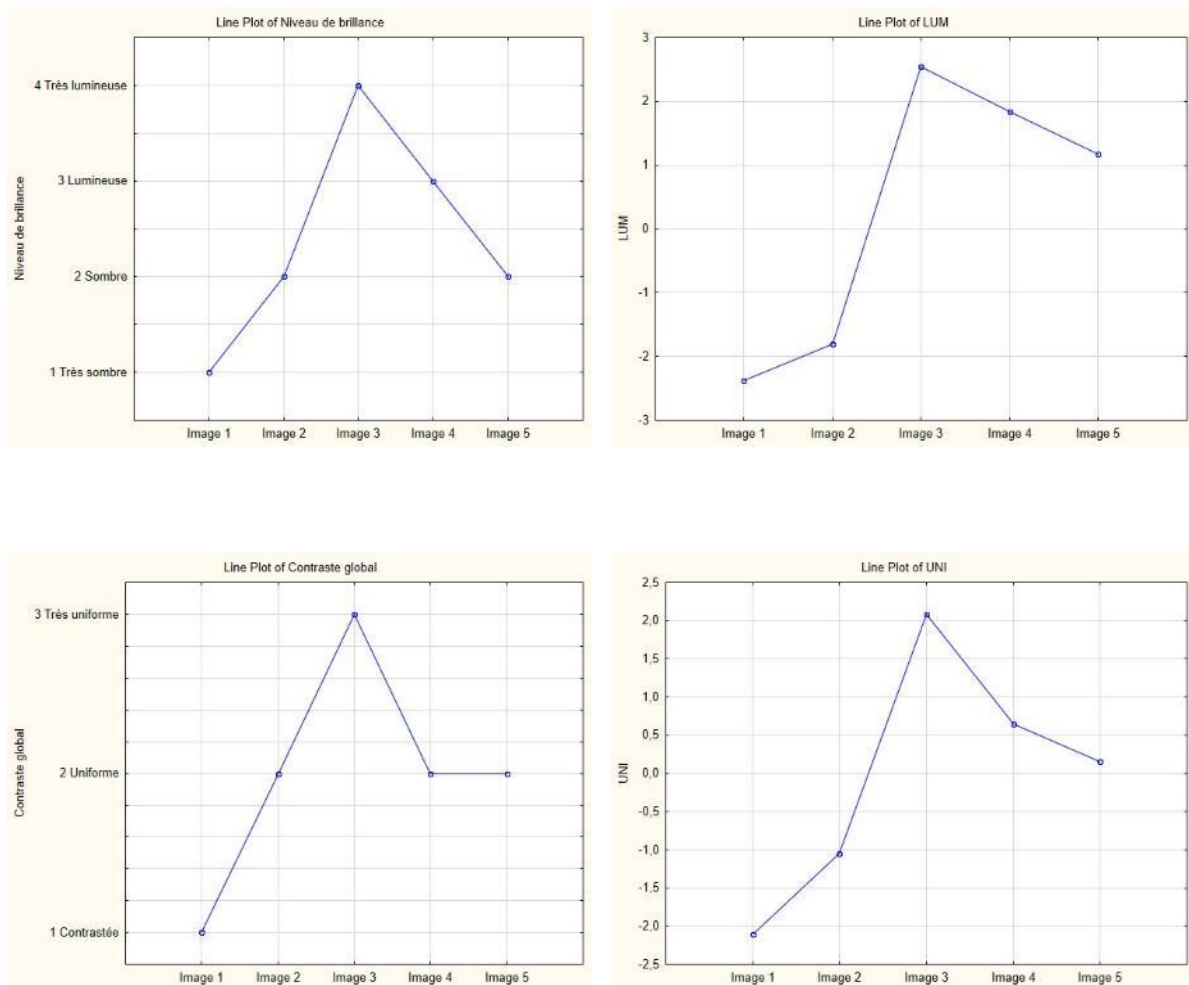 Line Plot of Niveau de brillance
Niveau de brillance
4 Très lumineuse
3 Lumineuse
2 Sombre
1 Très sombre
Image 1 Image 2 Image 3 Image 4 Image 5
Line Plot of LUM
LUM
3
2
1
0
-1
-2
-3
Image 1 Image 2 Image 3 Image 4 Image 5
Line Plot of Contraste global
Contraste global
3 Très uniforme
2 Uniforme
1 Contrastée
Image 1 Image 2 Image 3 Image 4 Image 5
Line Plot of UNI
UNI
2,5
2,0
1,5
1,0
0,5
0,0
-0,5
-1,0
-1,5
-2,0
-2,5
Image 1 Image 2 Image 3 Image 4 Image 5